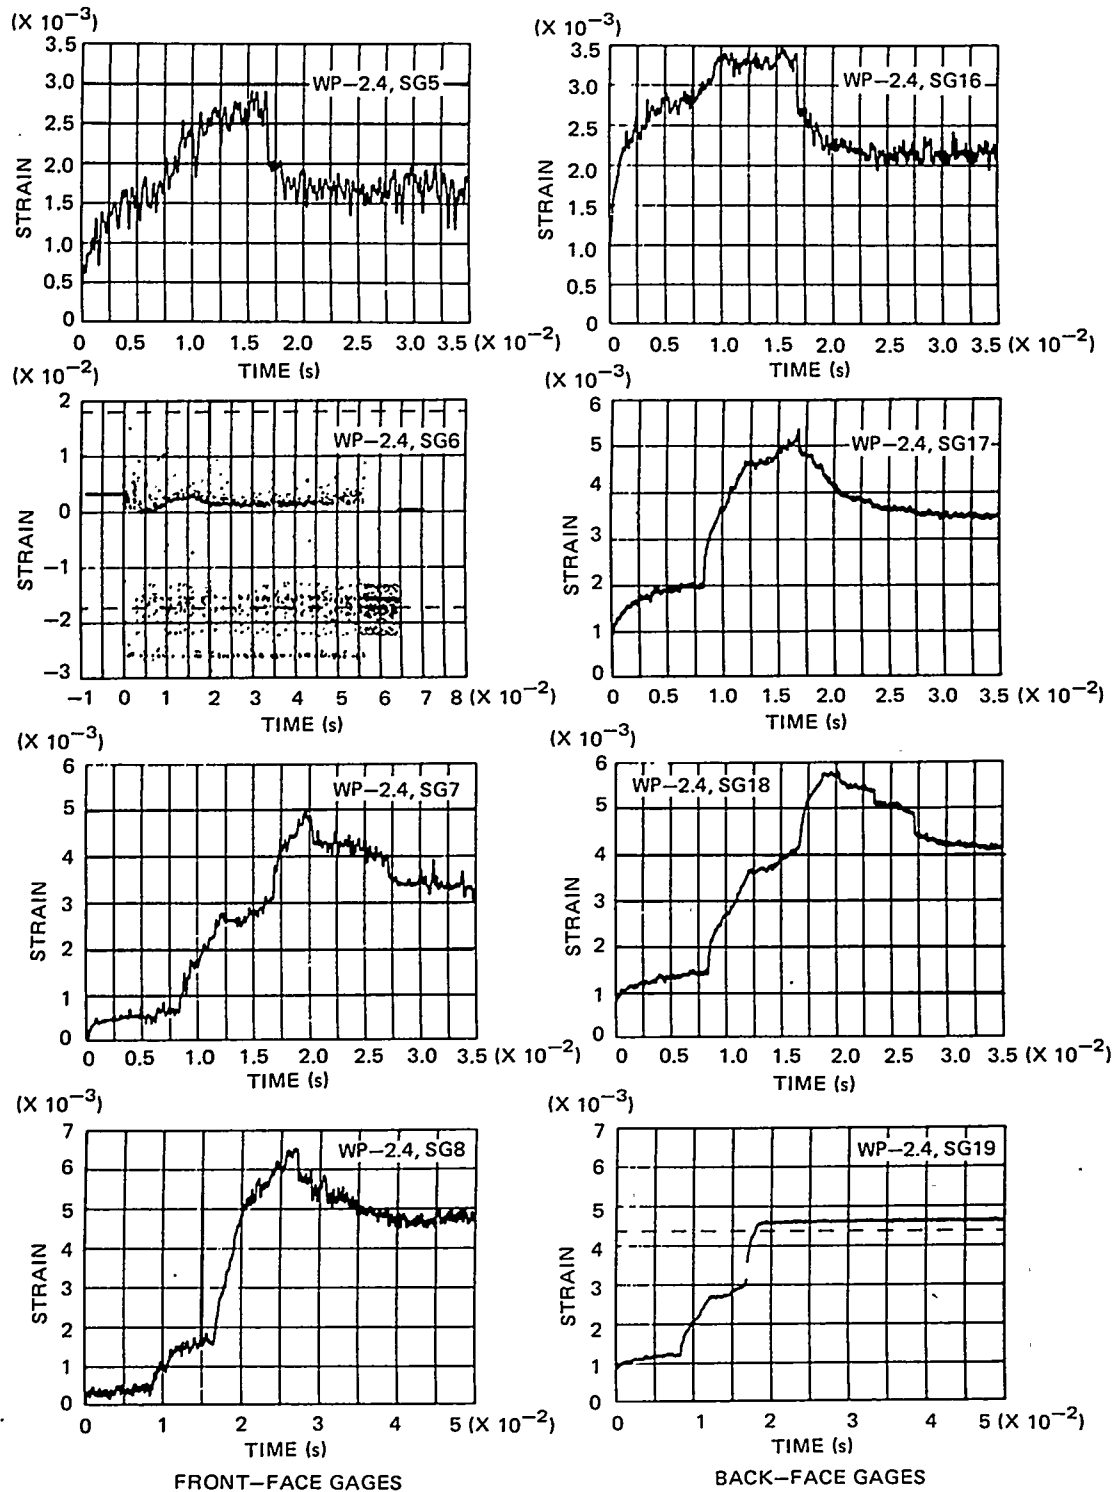 (X 10−3)
3.5
3.0
2.5
2.0
1.5
1.0
0.5
0
STRAIN
WP−2.4, SG5
0 0.5 1.0 1.5 2.0 2.5 3.0 3.5 (X 10−2)
TIME (s)
(X 10−3)
3.5
3.0
2.5
2.0
1.5
1.0
0.5
0
STRAIN
WP−2.4, SG16
0 0.5 1.0 1.5 2.0 2.5 3.0 3.5 (X 10−2)
TIME (s)
(X 10−2)
2
1
0
−1
−2
−3
STRAIN
WP−2.4, SG6
−1 0 1 2 3 4 5 6 7 8 (X 10−2)
TIME (s)
(X 10−3)
6
5
4
3
2
1
0
STRAIN
WP−2.4, SG17
0 0.5 1.0 1.5 2.0 2.5 3.0 3.5 (X 10−2)
TIME (s)
(X 10−3)
6
5
4
3
2
1
0
STRAIN
WP−2.4, SG7
0 0.5 1.0 1.5 2.0 2.5 3.0 3.5 (X 10−2)
TIME (s)
(X 10−3)
6
5
4
3
2
1
0
STRAIN
WP−2.4, SG18
0 0.5 1.0 1.5 2.0 2.5 3.0 3.5 (X 10−2)
TIME (s)
(X 10−3)
7
6
5
4
3
2
1
0
STRAIN
WP−2.4, SG8
0 1 2 3 4 5 (X 10−2)
TIME (s)
FRONT−FACE GAGES
(X 10−3)
7
6
5
4
3
2
1
0
STRAIN
WP−2.4, SG19
0 1 2 3 4 5 (X 10−2)
TIME (s)
BACK−FACE GAGES